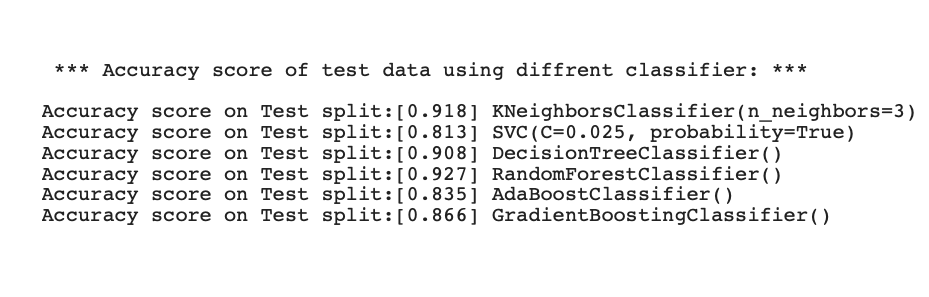 *** Accuracy score of test data using diffrent classifier: ***
Accuracy score on Test split:[0.918] KNeighborsClassifier(n_neighbors=3)
Accuracy score on Test split:[0.813] SVC(C=0.025, probability=True)
Accuracy score on Test split:[0.908] DecisionTreeClassifier()
Accuracy score on Test split:[0.927] RandomForestClassifier()
Accuracy score on Test split:[0.835] AdaBoostClassifier()
Accuracy score on Test split:[0.866] GradientBoostingClassifier()